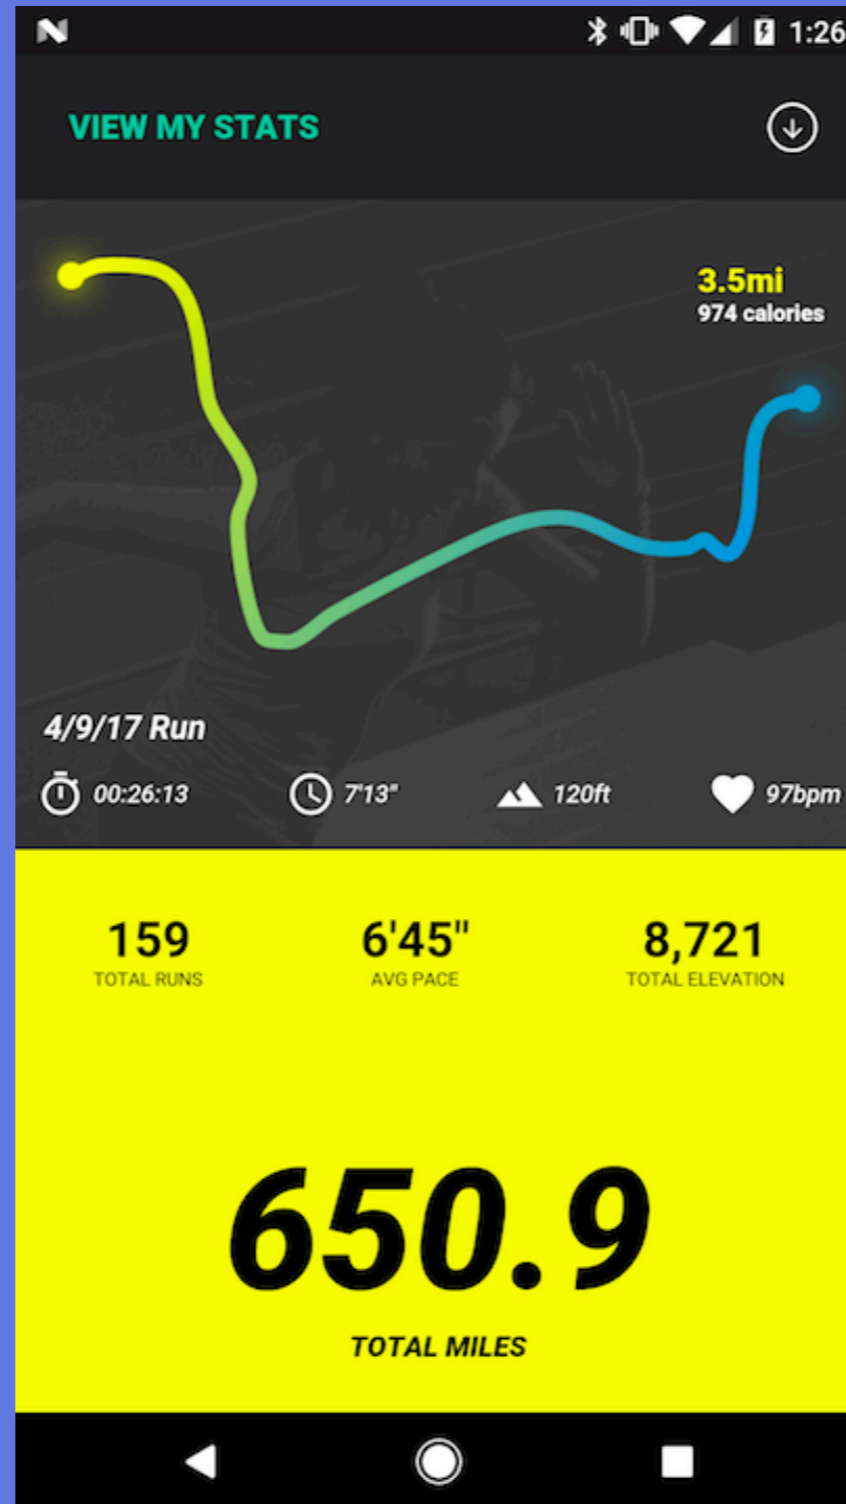 1:26
VIEW MY STATS
3.5mi
974 calories
4/9/17 Run
00:26:13 7'13" 120ft 97bpm
159 6'45" 8,721
TOTAL RUNS AVG PACE TOTAL ELEVATION
650.9
TOTAL MILES